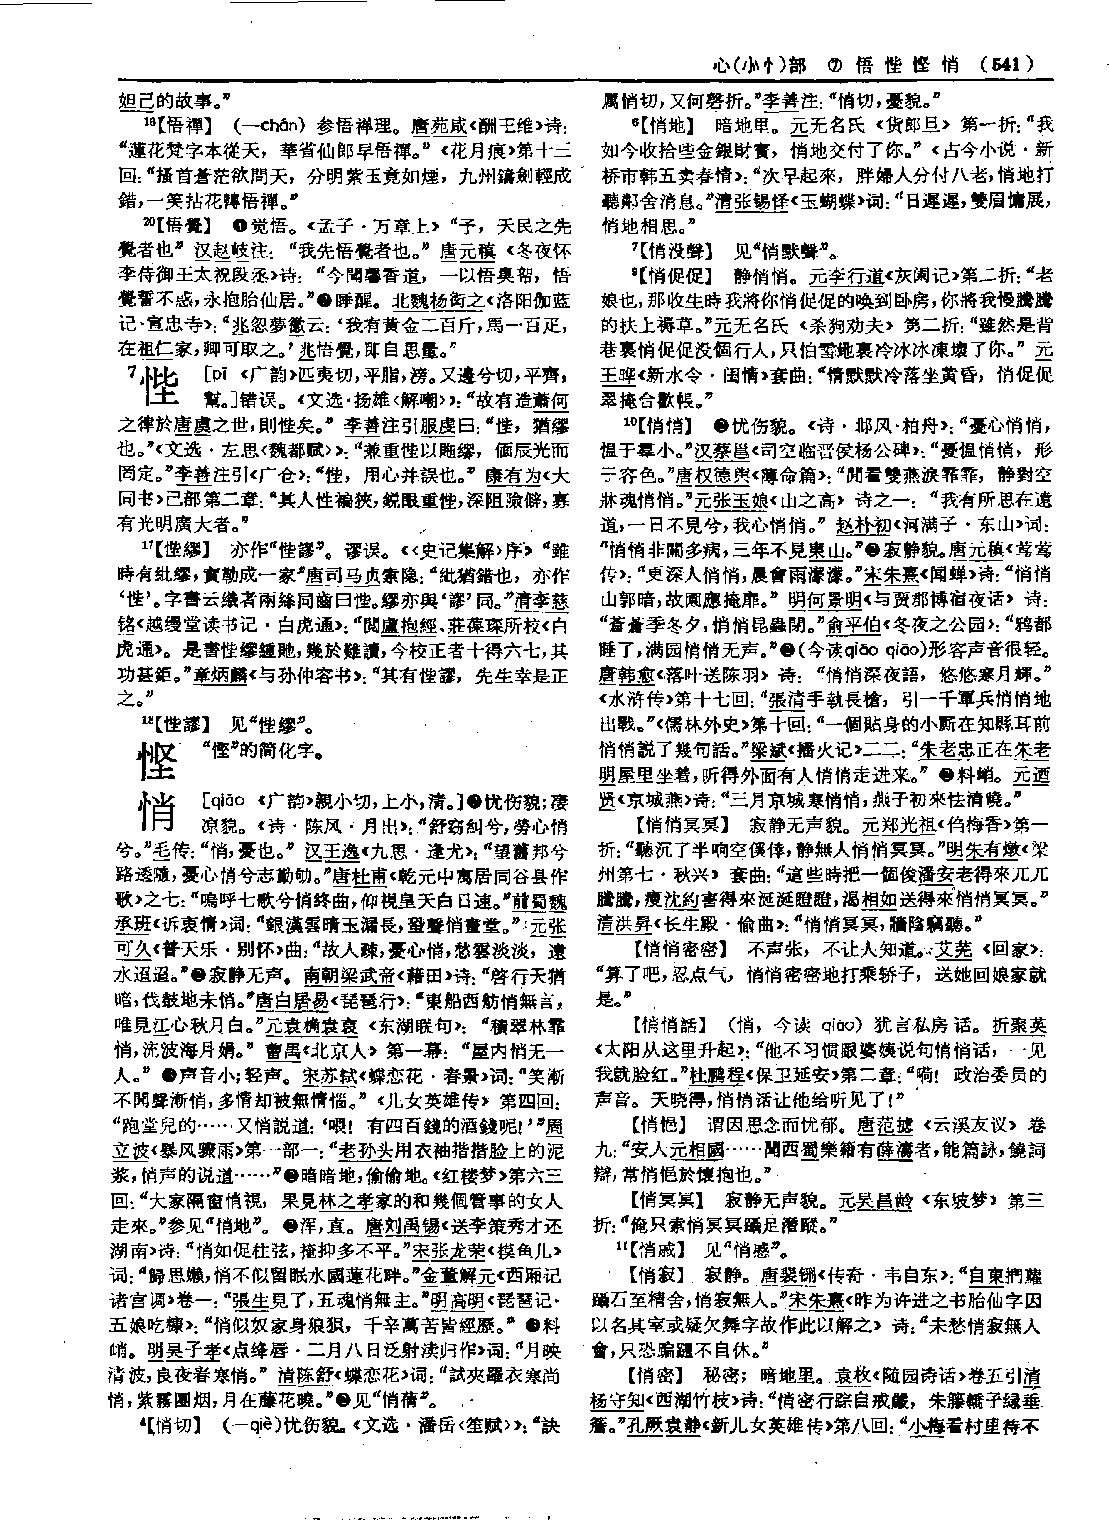 心(小忄)部 ⑦ 悟 悂 悭 悄 (541)
妲己的故事。”
¹⁹【悟禪】 (—chán) 参悟禅理。唐苑咸《酬王维》诗:
“蓮花梵字本從天，華省仙郎早悟禪。”《花月痕》第十三
回:“搔首蒼茫欲問天，分明紫玉竟如煙，九州鑄劍輕成
錯，一笑拈花轉悟禪。”
²⁰【悟覺】 ❶觉悟。《孟子·万章上》“予，天民之先
覺者也” 汉赵岐注: “我先悟覺者也。” 唐元稹《冬夜怀
李侍御王太祝段丞》诗: “今聞馨香道，一以悟臭帤，悟
覺誓不惑，永抱胎仙居。”❷睡醒。北魏杨衒之《洛阳伽蓝
记·宣忠寺》:“兆忽夢徽云:‘我有黃金二百斤，馬一百疋，
在祖仁家，卿可取之。’兆悟覺，即自思量。”
⁷悂 [pī 《广韵》匹夷切，平脂，滂。又邊兮切，平齊，
幫。]错误。《文选·扬雄〈解嘲〉》:“故有造蕭何
之律於唐虞之世，則悂矣。” 李善注引服虔曰:“悂，猶繆
也。”《文选·左思〈魏都赋〉》:“兼重悂以貤繆，偭辰光而
罔定。”李善注引《广仓》:“悂，用心并誤也。” 康有为《大
同书》己部第二章:“其人性褊狹，銳眼重悂，深阻險僻，寡
有光明廣大者。”
¹⁷【悂繆】 亦作“悂謬”。谬误。《〈史记集解〉序》“雖
時有紕繆，實勒成一家”唐司马贞索隐:“紕猶錯也，亦作
‘悂’。字書云織者兩絲同齒曰悂。繆亦與‘謬’同。”清李慈
铭《越缦堂读书记·白虎通》:“閲盧抱經、莊葆琛所校《白
虎通》。是書悂繆緟貤，幾於難讀，今校正者十得六七，其
功甚鉅。”章炳麟《与孙仲容书》:“其有悂謬，先生幸是正
之。”
¹⁸【悂謬】 见“悂繆”。
悭 “慳”的简化字。
悄 [qiǎo 《广韵》親小切，上小，清。]❶忧伤貌;凄
凉貌。《诗·陈风·月出》:“舒窈糾兮，勞心悄
兮。”毛传:“悄，憂也。” 汉王逸《九思·逢尤》:“望舊邦兮
路逶隨，憂心悄兮志勤劬。”唐杜甫《乾元中寓居同谷县作
歌》之七:“嗚呼七歌兮悄終曲，仰視皇天白日速。”前蜀魏
承班《诉衷情》词:“銀漢雲晴玉漏長，蛩聲悄畫堂。”元张
可久《普天乐·别怀》曲:“故人疎，憂心悄，愁雲淡淡，遠
水迢迢。”❷寂静无声。南朝梁武帝《藉田》诗:“啓行天猶
暗，伐鼓地未悄。”唐白居易《琵琶行》:“東船西舫悄無言，
唯見江心秋月白。”元袁桷袁裒《东湖联句》: “積翠林霏
悄，流波海月娟。” 曹禺《北京人》第一幕: “屋内悄无一
人。” ❸声音小;轻声。宋苏轼《蝶恋花·春景》词:“笑漸
不聞聲漸悄，多情却被無情惱。”《儿女英雄传》第四回:
“跑堂兒的……又悄説道:‘喂! 有四百錢的酒錢呢!’”周
立波《暴风骤雨》第一部一:“老孙头用衣袖揩揩脸上的泥
浆，悄声的说道……”❹暗暗地;偷偷地。《红楼梦》第六三
回:“大家隔窗悄視，果見林之孝家的和幾個管事的女人
走來。”参见“悄地”。❺浑，直。唐刘禹锡《送李策秀才还
湖南》诗:“悄如促柱弦，掩抑多不平。”宋张龙荣《摸鱼儿》
词:“歸思嬾，悄不似留眠水國蓮花畔。”金董解元《西厢记
诸宫调》卷一:“張生見了，五魂悄無主。”明高明《琵琶记·
五娘吃糠》:“悄似奴家身狼狽，千辛萬苦皆經歷。” ❻料
峭。明吴子孝《点绛唇·二月八日泛射渎归作》词:“月映
清波，良夜春寒悄。” 清陈舒《蝶恋花》词:“試夾羅衣寒尚
悄，紫霧團烟，月在藤花曉。”❼见“悄蒨”。
⁴【悄切】 (—qiè)忧伤貌。《文选·潘岳〈笙赋〉》:“訣
厲悄切，又何磬折。”李善注:“悄切，憂貌。”
⁶【悄地】 暗地里。元无名氏《货郎旦》第一折:“我
如今收拾些金銀財寶，悄地交付了你。”《古今小说·新
桥市韩五卖春情》:“次早起來，胖婦人分付八老，悄地打
聽鄰舍消息。”清张锡怿《玉蝴蝶》词:“日遲遲，雙眉慵展，
悄地相思。”
⁷【悄没聲】 见“悄默聲”。
⁹【悄促促】 静悄悄。元李行道《灰阑记》第二折:“老
娘也，那收生時我將你悄促促的唤到卧房，你將我慢騰騰
的扶上褥草。”元无名氏《杀狗劝夫》第二折:“雖然是背
巷裏悄促促没個行人，只怕雪地裏冷冰冰凍壞了你。” 元
王晔《新水令·闺情》套曲:“情默默冷落坐黄昏，悄促促
翠掩合歡帳。”
¹⁰【悄悄】 ❶忧伤貌。《诗·邶风·柏舟》:“憂心悄悄，
愠于羣小。”汉蔡邕《司空临晋侯杨公碑》:“憂愠悄悄，形
于容色。”唐权德舆《薄命篇》:“閒看雙燕淚霏霏，静對空
牀魂悄悄。”元张玉娘《山之高》诗之一: “我有所思在遠
道，一日不見兮，我心悄悄。” 赵朴初《河满子·东山》词:
“悄悄非關多病，三年不見東山。”❷寂静貌。唐元稹《莺莺
传》:“更深人悄悄，晨會雨濛濛。”宋朱熹《闻蝉》诗:“悄悄
山郭暗，故園應掩扉。” 明何景明《与贾郡博宿夜话》诗:
“蒼蒼季冬夕，悄悄昆蟲閉。”俞平伯《冬夜之公园》:“鸦都
睡了，满园悄悄无声。”❸(今读qiāo qiāo)形容声音很轻。
唐韩愈《落叶送陈羽》诗: “悄悄深夜語，悠悠寒月輝。”
《水浒传》第十七回:“張清手執長槍，引一千軍兵悄悄地
出戰。”《儒林外史》第十回:“一個貼身的小厮在知縣耳前
悄悄説了幾句話。”梁斌《播火记》二二:“朱老忠正在朱老
明屋里坐着，听得外面有人悄悄走进来。” ❹料峭。元迺
贤《京城燕》诗:“三月京城寒悄悄，燕子初來怯清曉。”
【悄悄冥冥】 寂静无声貌。元郑光祖《㑇梅香》第一
折:“聽沉了半晌空傒倖，静無人悄悄冥冥。”明朱有燉《梁
州第七·秋兴》套曲:“這些時把一個俊潘安老得來兀兀
騰騰，瘦沈約害得來涎涎瞪瞪，渴相如送得來悄悄冥冥。”
清洪昇《长生殿·偷曲》:“悄悄冥冥，牆陰竊聽。”
【悄悄密密】 不声张，不让人知道。艾芜《回家》:
“算了吧，忍点气，悄悄密密地打乘轿子，送她回娘家就
是。”
【悄悄話】 (悄，今读 qiāo) 犹言私房话。折聚英
《太阳从这里升起》:“他不习惯跟婆姨说句悄悄话，一见
我就脸红。”杜鹏程《保卫延安》第二章:“嗬! 政治委员的
声音。天晓得，悄悄话让他给听见了!”
【悄悒】 谓因思念而忧郁。唐范摅《云溪友议》卷
九:“安人元相國……聞西蜀樂籍有薛濤者，能篇詠，饒詞
辯，常悄悒於懷抱也。”
【悄冥冥】 寂静无声貌。元吴昌龄《东坡梦》第三
折:“俺只索悄冥冥躡足潛蹤。”
¹¹【悄戚】 见“悄慼”。
【悄寂】 寂静。唐裴铏《传奇·韦自东》:“自東捫蘿
躡石至精舍，悄寂無人。”宋朱熹《昨为许进之书胎仙字因
以名其室或疑欠舞字故作此以解之》诗:“未愁悄寂無人
會，只恐蹁躚不自休。”
【悄密】 秘密; 暗地里。袁枚《随园诗话》卷五引清
杨守知《西湖竹枝》诗:“悄密行踪自戒嚴，朱籐轎子緑垂
簷。”孔厥袁静《新儿女英雄传》第八回:“小梅看村里待不